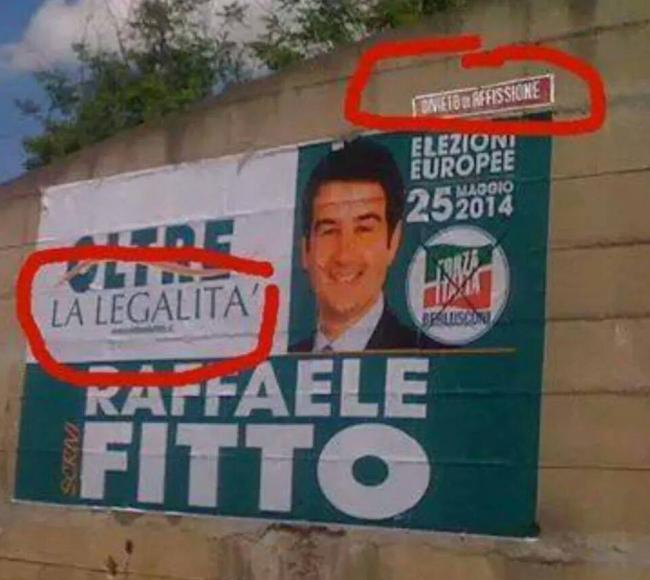 DIVIETO DI AFFISSIONE
ELEZIONI
EUROPEE
25 MAGGIO
2014
OLTRE
LA LEGALITA'
FORZA
ITALIA
BERLUSCONI
RAFFAELE
SCRIVI
FITTO